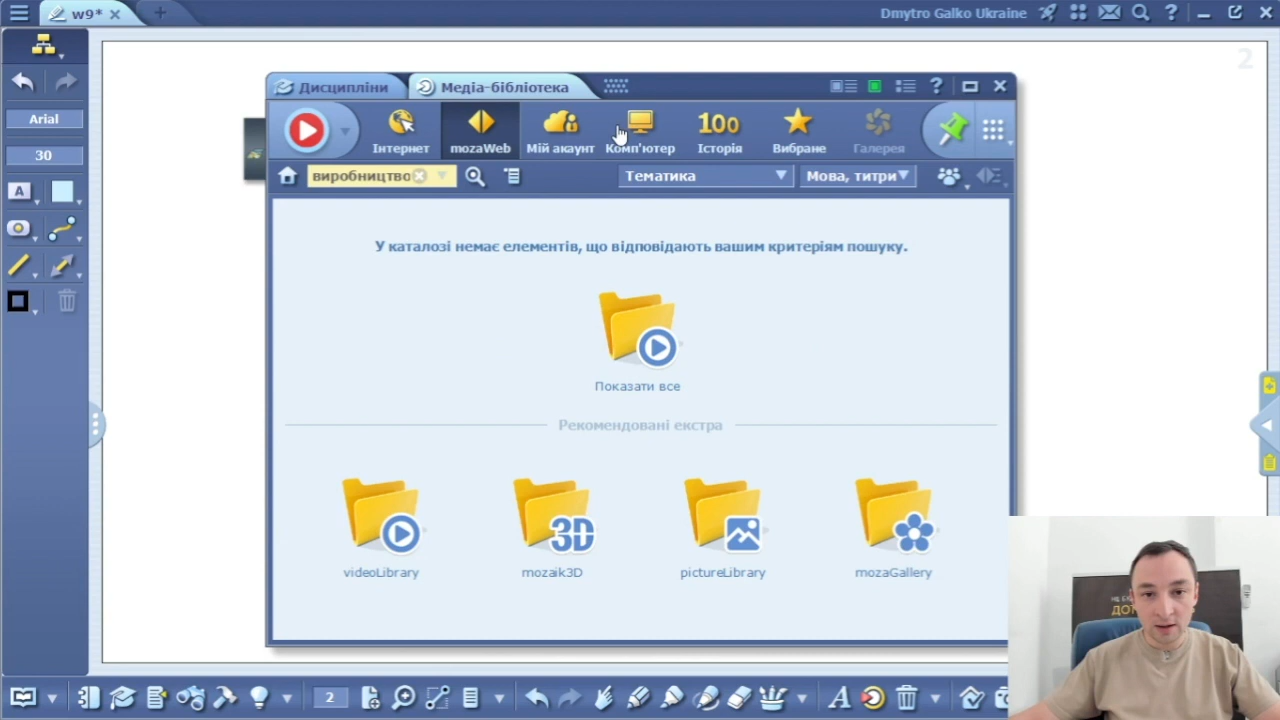 w9*
Dmytro Galko Ukraine
2
Дисципліни
Медіа-бібліотека
Arial
30
A
Інтернет
mozaWeb
Мій акаунт
Комп'ютер
100
Історія
Вибране
Галерея
виробництво
Тематика
Мова, титри
У каталозі немає елементів, що відповідають вашим критеріям пошуку.
Показати все
Рекомендовані екстра
videoLibrary
3D
mozaik3D
pictureLibrary
mozaGallery
2
A